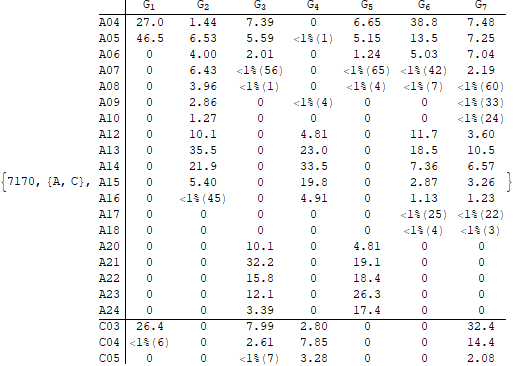 G1 G2 G3 G4 G5 G6 G7
A04 27.0 1.44 7.39 0 6.65 38.8 7.48
A05 46.5 6.53 5.59 <1%(1) 5.15 13.5 7.25
A06 0 4.00 2.01 0 1.24 5.03 7.04
A07 0 6.43 <1%(56) 0 <1%(65) <1%(42) 2.19
A08 0 3.96 <1%(1) 0 <1%(4) <1%(7) <1%(60)
A09 0 2.86 0 <1%(4) 0 0 <1%(33)
A10 0 1.27 0 0 0 0 <1%(24)
A12 0 10.1 0 4.81 0 11.7 3.60
A13 0 35.5 0 23.0 0 18.5 10.5
A14 0 21.9 0 33.5 0 7.36 6.57
{7170, {A, C}, A15 0 5.40 0 19.8 0 2.87 3.26 }
A16 0 <1%(45) 0 4.91 0 1.13 1.23
A17 0 0 0 0 0 <1%(25) <1%(22)
A18 0 0 0 0 0 <1%(4) <1%(3)
A20 0 0 10.1 0 4.81 0 0
A21 0 0 32.2 0 19.1 0 0
A22 0 0 15.8 0 18.4 0 0
A23 0 0 12.1 0 26.3 0 0
A24 0 0 3.39 0 17.4 0 0
C03 26.4 0 7.99 2.80 0 0 32.4
C04 <1%(6) 0 2.61 7.85 0 0 14.4
C05 0 0 <1%(7) 3.28 0 0 2.08